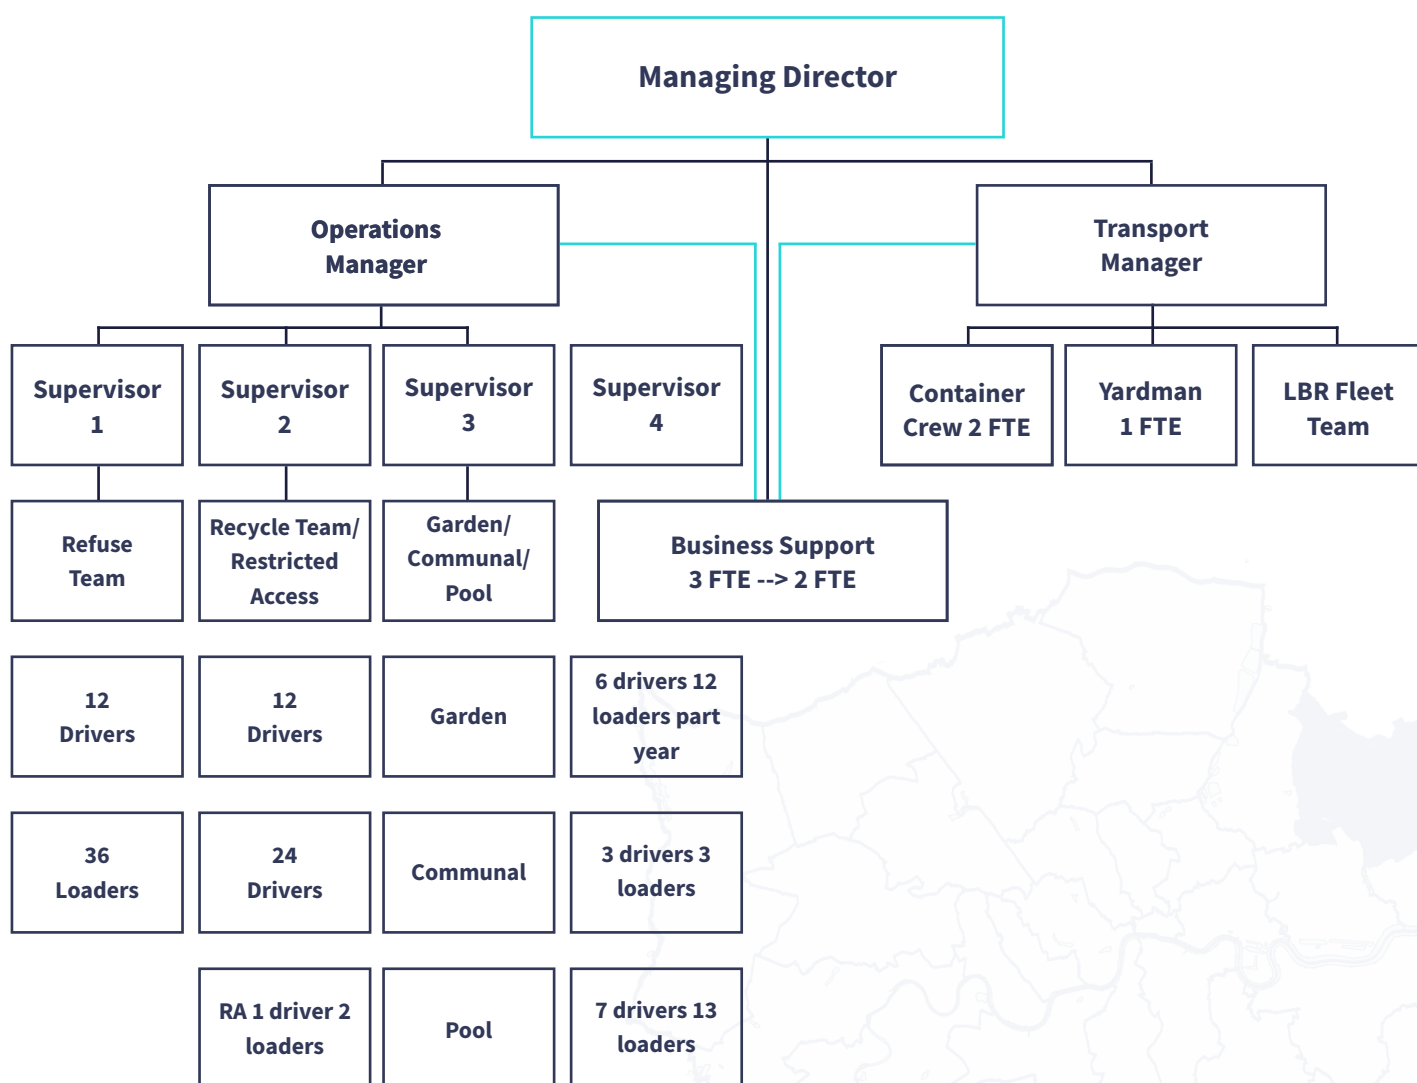 Managing Director
Operations
Manager
Transport
Manager
Supervisor
1
Supervisor
2
Supervisor
3
Supervisor
4
Container
Crew 2 FTE
Yardman
1 FTE
LBR Fleet
Team
Refuse
Team
Recycle Team/
Restricted
Access
Garden/
Communal/
Pool
Business Support
3 FTE --> 2 FTE
12
Drivers
12
Drivers
Garden
6 drivers 12
loaders part
year
36
Loaders
24
Drivers
Communal
3 drivers 3
loaders
RA 1 driver 2
loaders
Pool
7 drivers 13
loaders